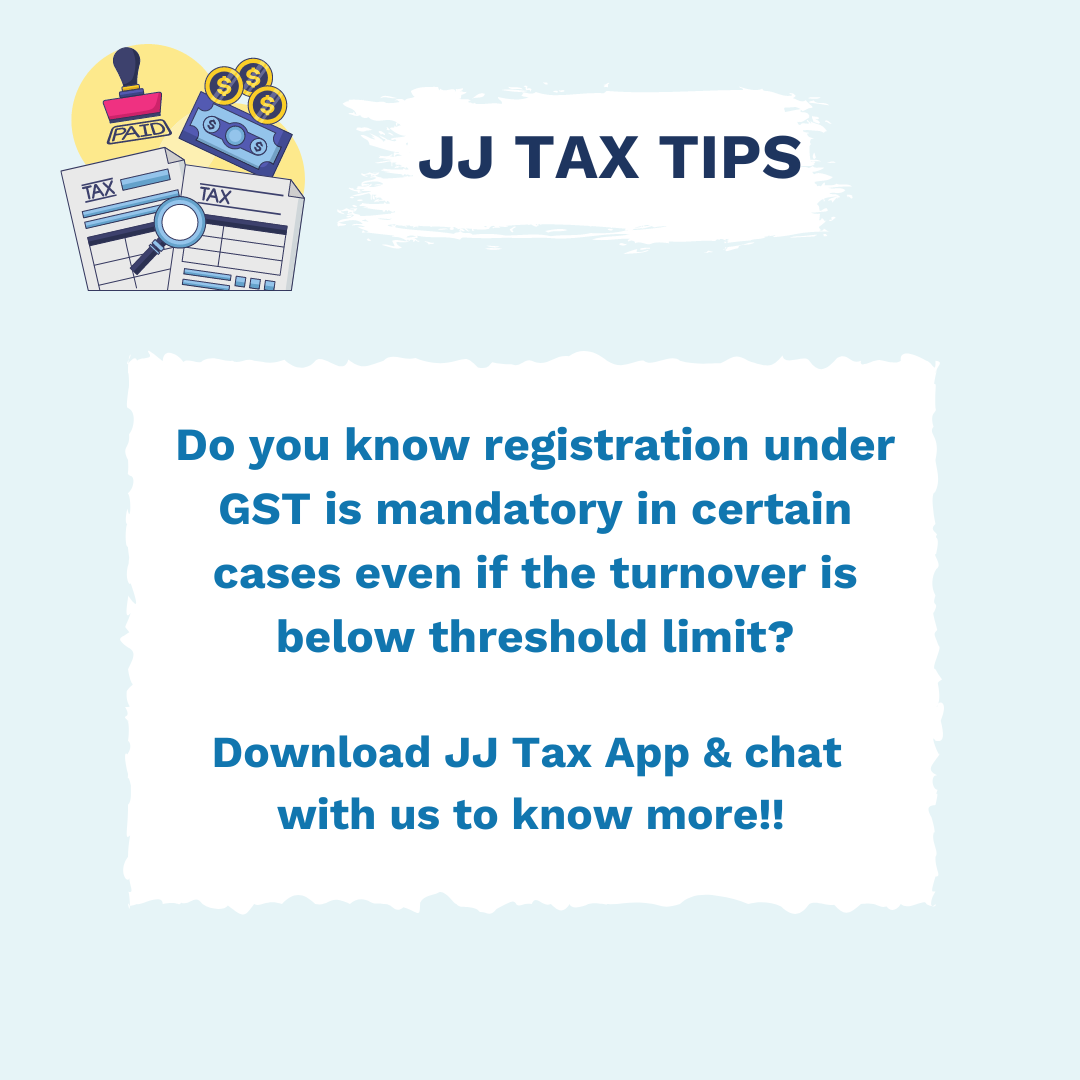 PAID
TAX
TAX
JJ TAX TIPS
Do you know registration under
GST is mandatory in certain
cases even if the turnover is
below threshold limit?
Download JJ Tax App & chat
with us to know more!!